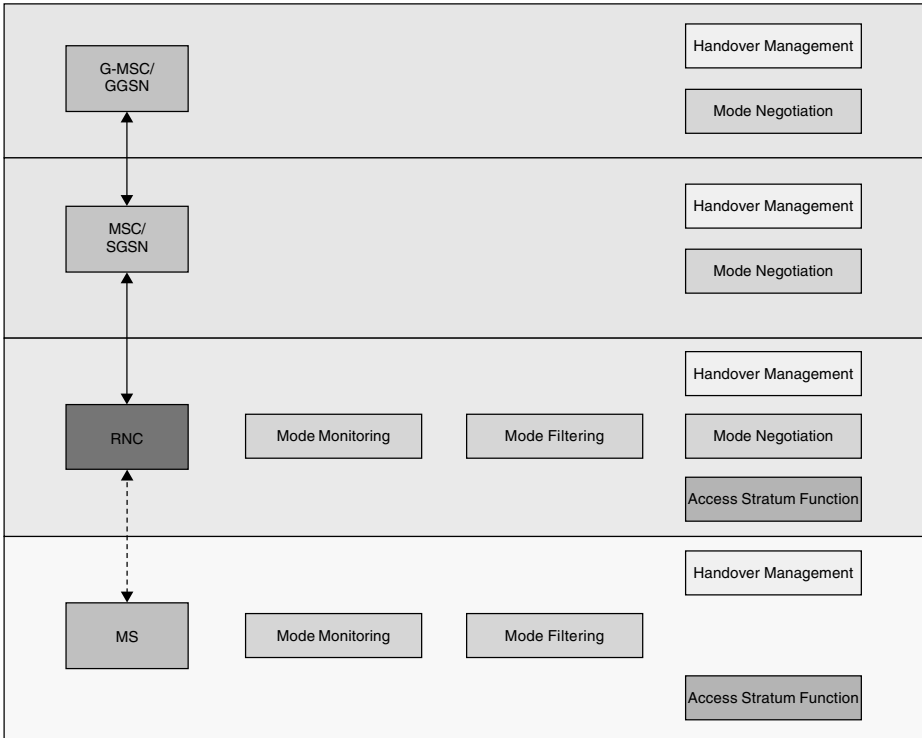 G-MSC/
GGSN
Handover Management
Mode Negotiation
MSC/
SGSN
Handover Management
Mode Negotiation
Handover Management
RNC
Mode Monitoring
Mode Filtering
Mode Negotiation
Access Stratum Function
Handover Management
MS
Mode Monitoring
Mode Filtering
Access Stratum Function